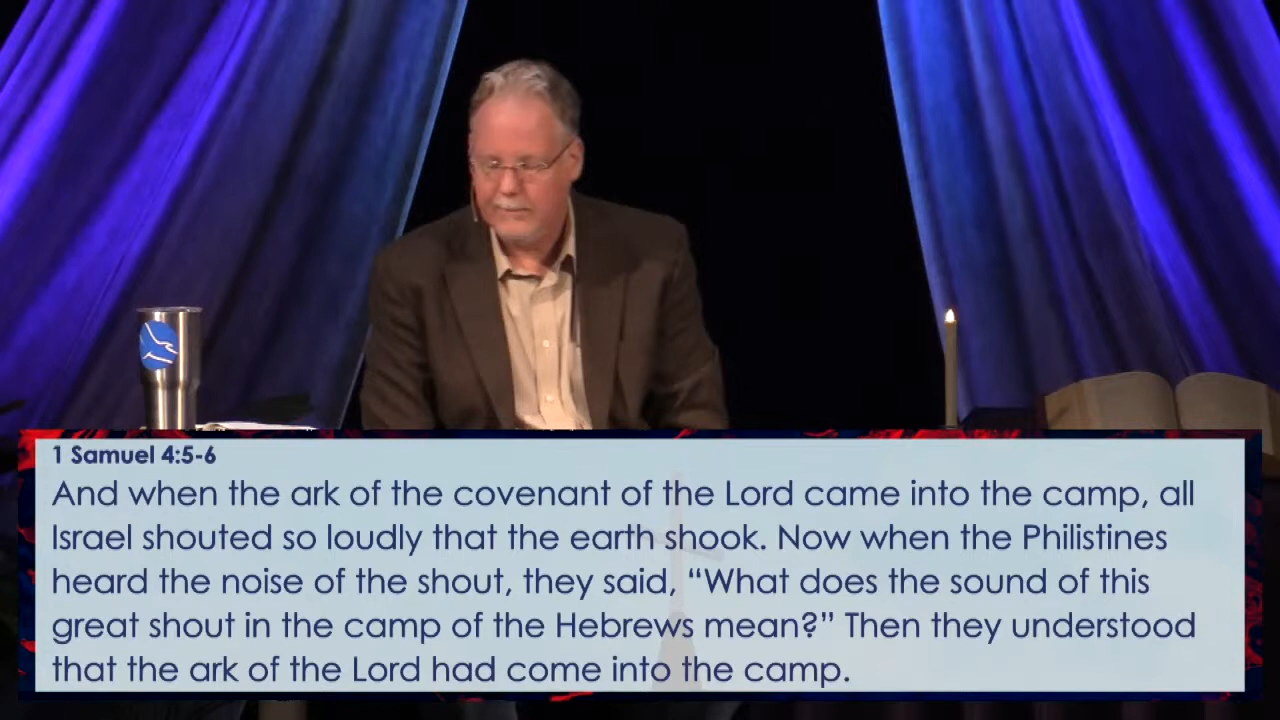 1 Samuel 4:5-6
And when the ark of the covenant of the Lord came into the camp, all
Israel shouted so loudly that the earth shook. Now when the Philistines
heard the noise of the shout, they said, “What does the sound of this
great shout in the camp of the Hebrews mean?” Then they understood
that the ark of the Lord had come into the camp.